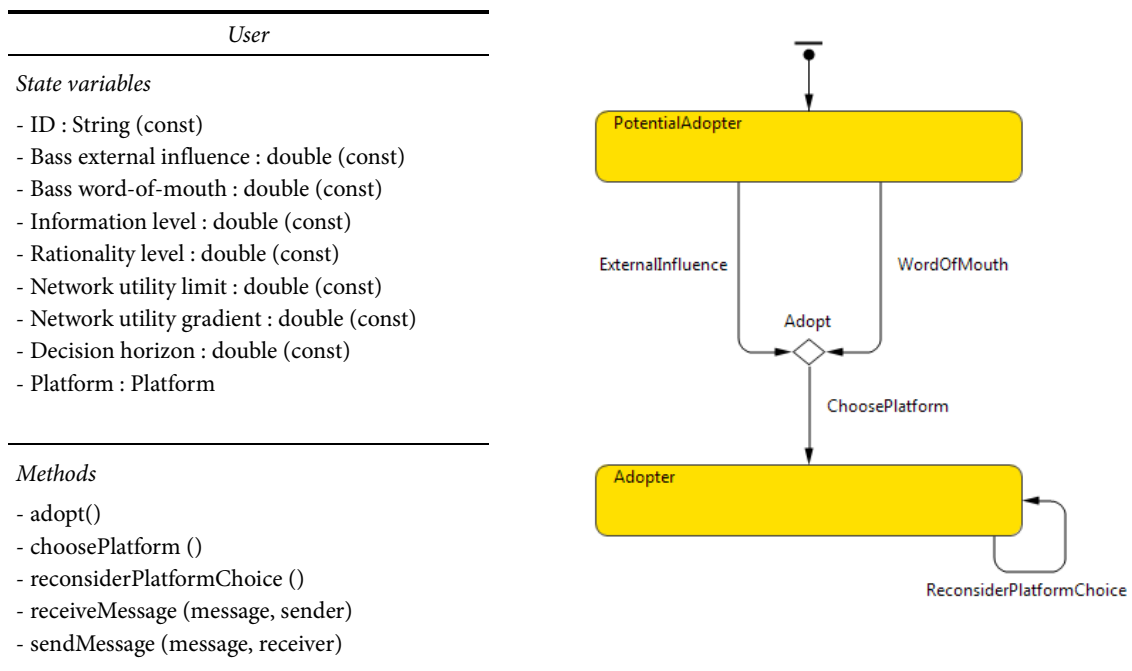 User
State variables
- ID : String (const)
- Bass external influence : double (const)
- Bass word-of-mouth : double (const)
- Information level : double (const)
- Rationality level : double (const)
- Network utility limit : double (const)
- Network utility gradient : double (const)
- Decision horizon : double (const)
- Platform : Platform
Methods
- adopt()
- choosePlatform ()
- reconsiderPlatformChoice ()
- receiveMessage (message, sender)
- sendMessage (message, receiver)
PotentialAdopter
ExternalInfluence
WordOfMouth
Adopt
ChoosePlatform
Adopter
ReconsiderPlatformChoice